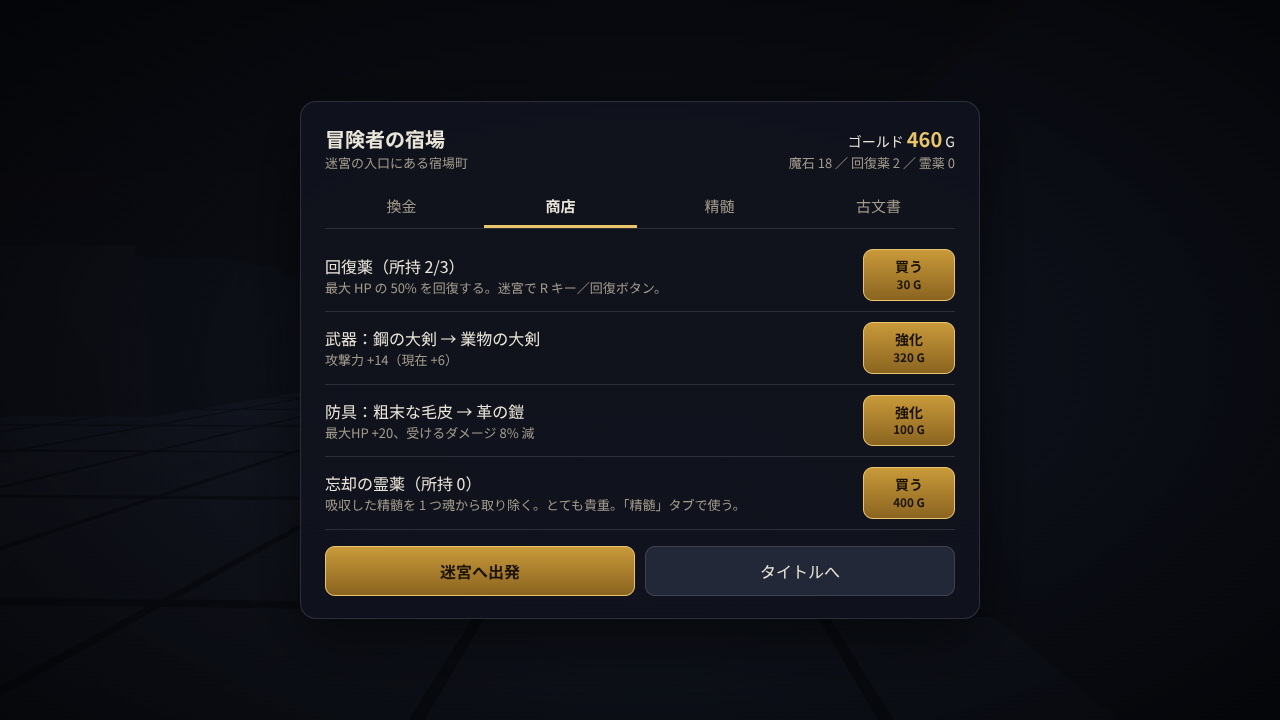 冒険者の宿場
迷宮の入口にある宿場町
ゴールド 460 G
魔石 18 ／ 回復薬 2 ／ 霊薬 0
換金
商店
精髄
古文書
回復薬（所持 2/3）
最大 HP の 50% を回復する。迷宮で R キー／回復ボタン。
買う
30 G
武器：鋼の大剣 → 業物の大剣
攻撃力 +14（現在 +6）
強化
320 G
防具：粗末な毛皮 → 革の鎧
最大HP +20、受けるダメージ 8% 減
強化
100 G
忘却の霊薬（所持 0）
吸収した精髄を 1 つ魂から取り除く。とても貴重。「精髄」タブで使う。
買う
400 G
迷宮へ出発
タイトルへ